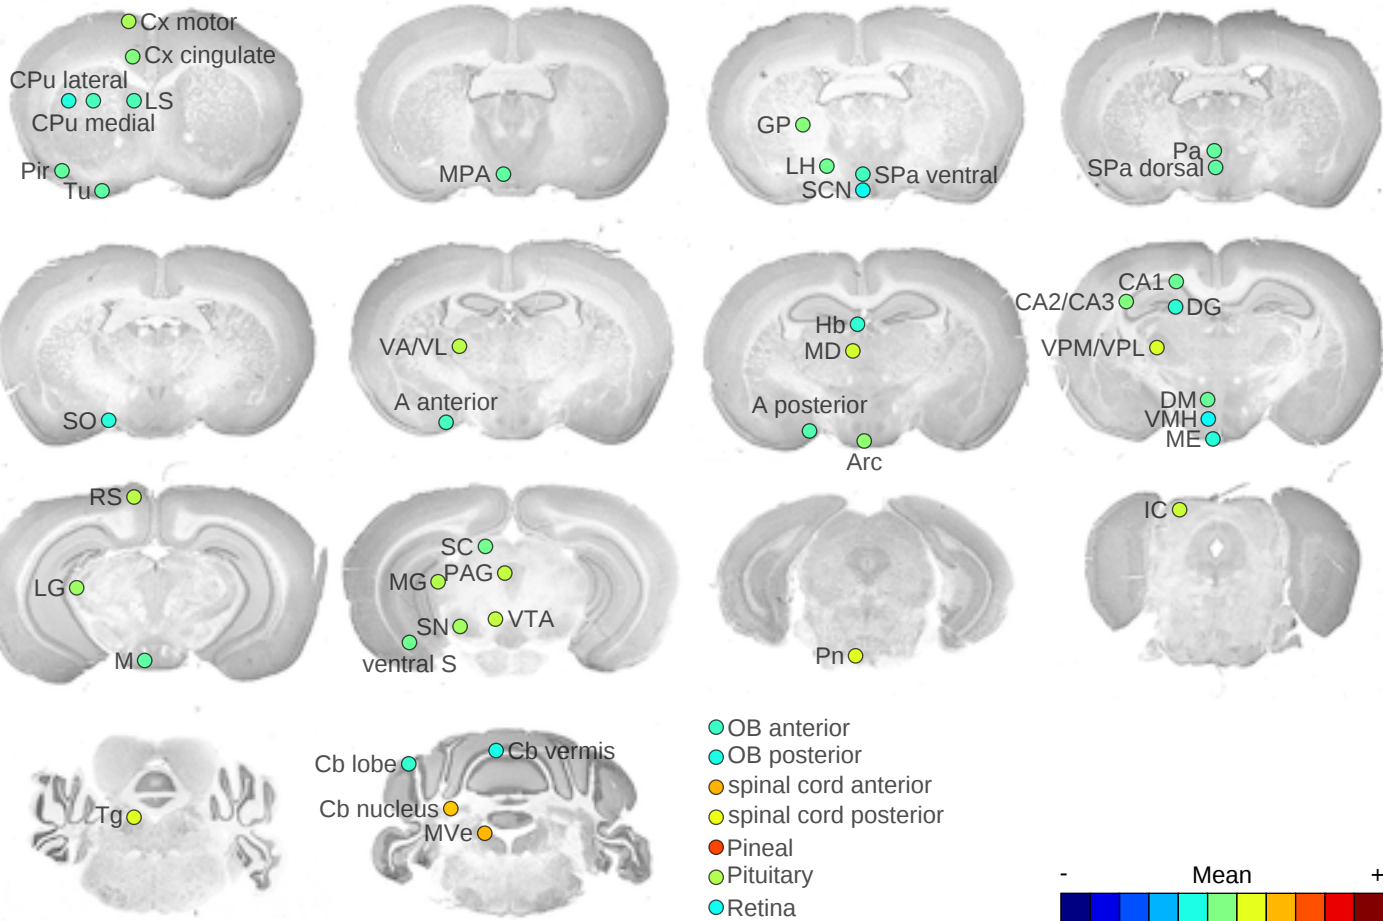 Cx motor
Cx cingulate
CPu lateral
LS
CPu medial
Pir
Tu
MPA
GP
LH
SPa ventral
SCN
Pa
SPa dorsal
SO
VA/VL
A anterior
Hb
MD
A posterior
Arc
CA1
CA2/CA3
DG
VPM/VPL
DM
VMH
ME
RS
LG
M
SC
MG
PAG
SN
VTA
ventral S
Pn
IC
Tg
Cb lobe
Cb vermis
Cb nucleus
MVe
OB anterior
OB posterior
spinal cord anterior
spinal cord posterior
Pineal
Pituitary
Retina
- Mean +